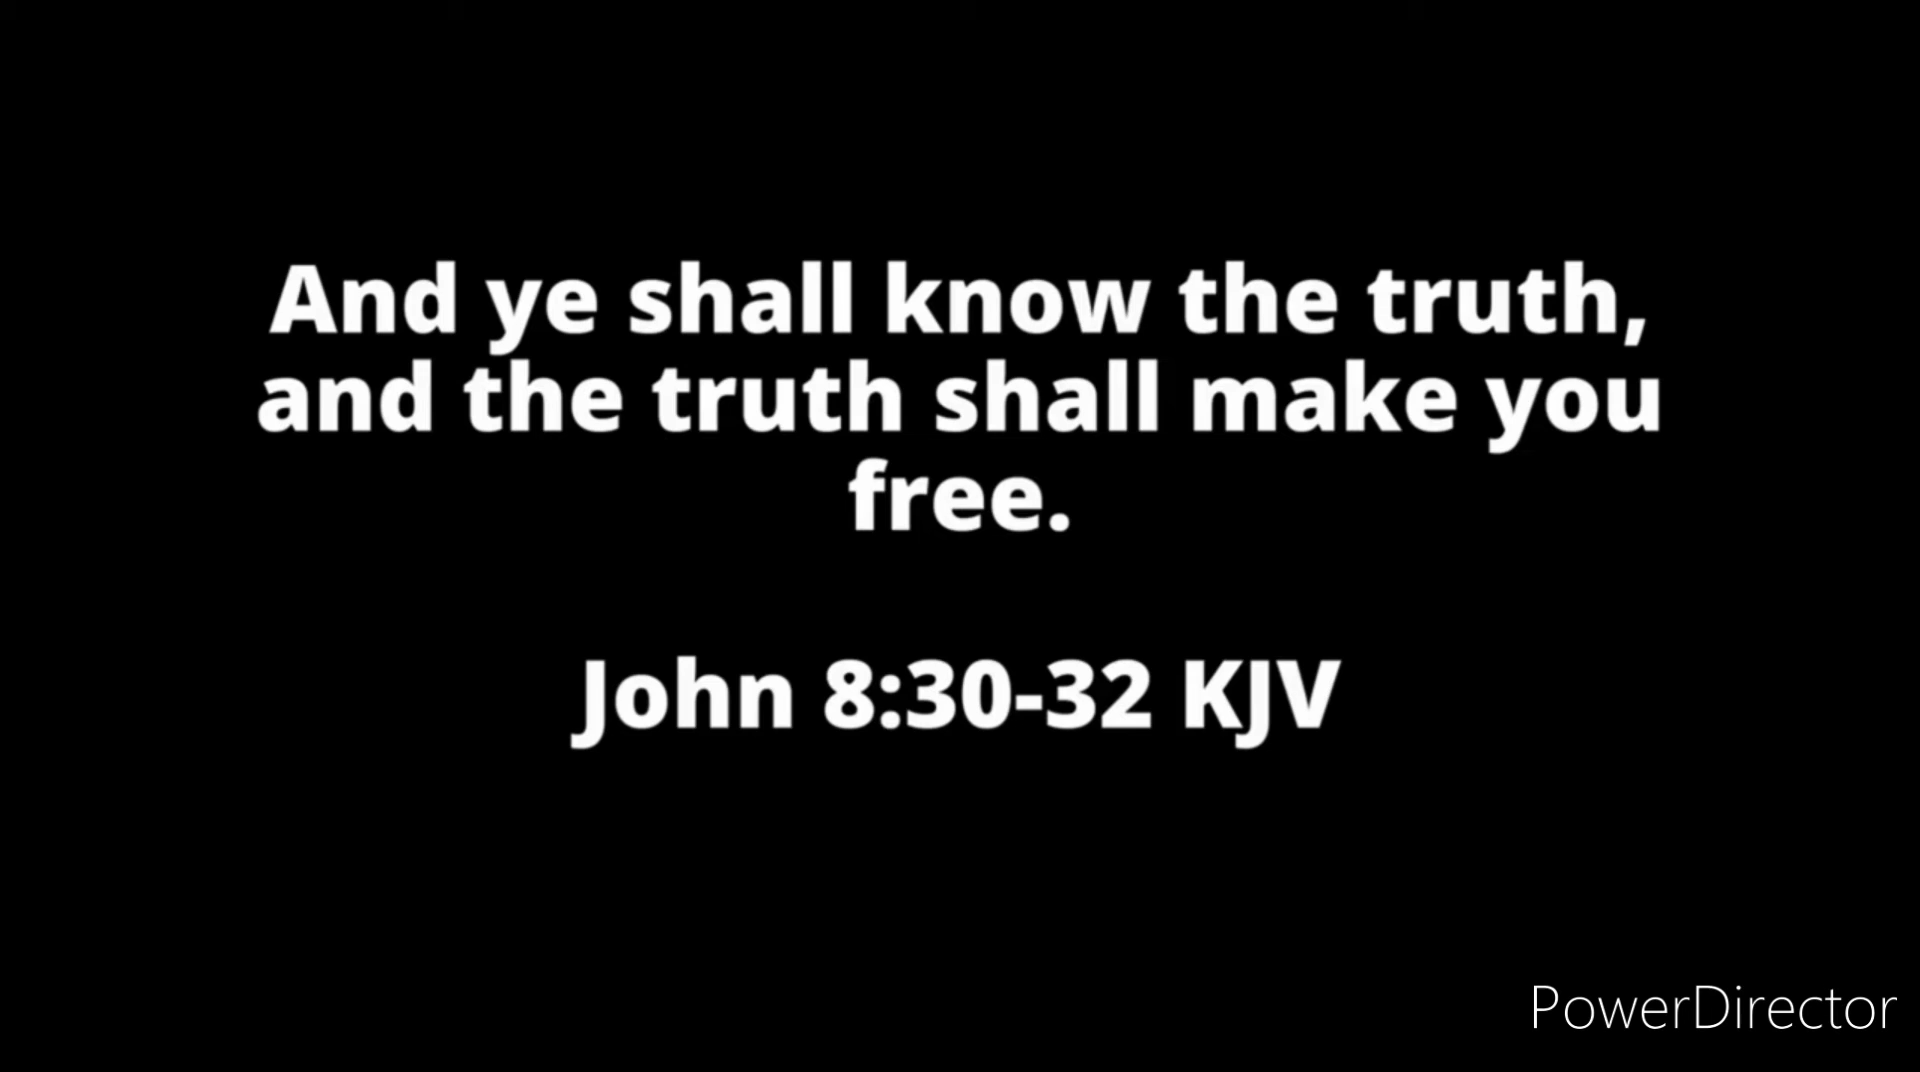 And ye shall know the truth,
and the truth shall make you
free.
John 8:30-32 KJV
PowerDirector